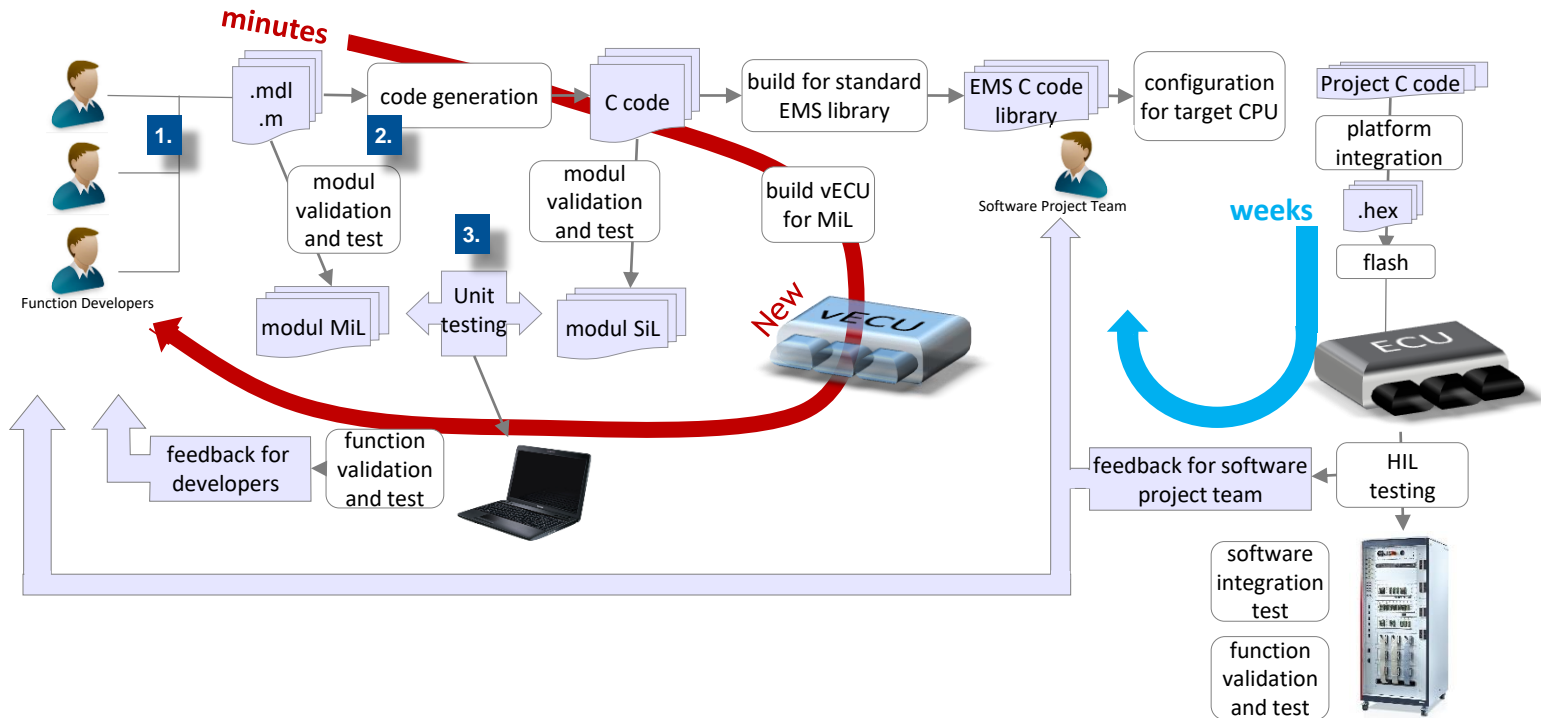 minutes
.mdl
.m
code generation
C code
build for standard
EMS library
EMS C code
library
configuration
for target CPU
Project C code
1.
2.
platform
integration
modul
validation
and test
modul
validation
and test
build vECU
for MiL
Software Project Team
weeks
.hex
3.
flash
Function Developers
modul MiL
Unit
testing
modul SiL
New
vECU
ECU
feedback for
developers
function
validation
and test
feedback for software
project team
HIL
testing
software
integration
test
function
validation
and test